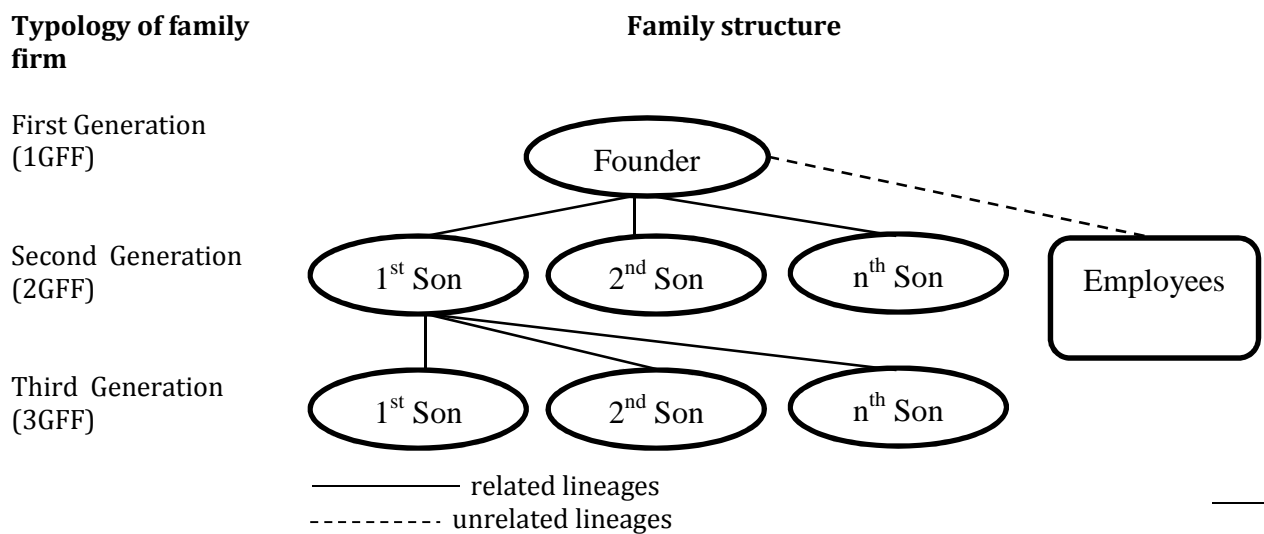 Typology of family firm
Family structure
First Generation
(1GFF)
Founder
Second Generation
(2GFF)
1st Son
2nd Son
nth Son
Employees
Third Generation
(3GFF)
1st Son
2nd Son
nth Son
related lineages
unrelated lineages